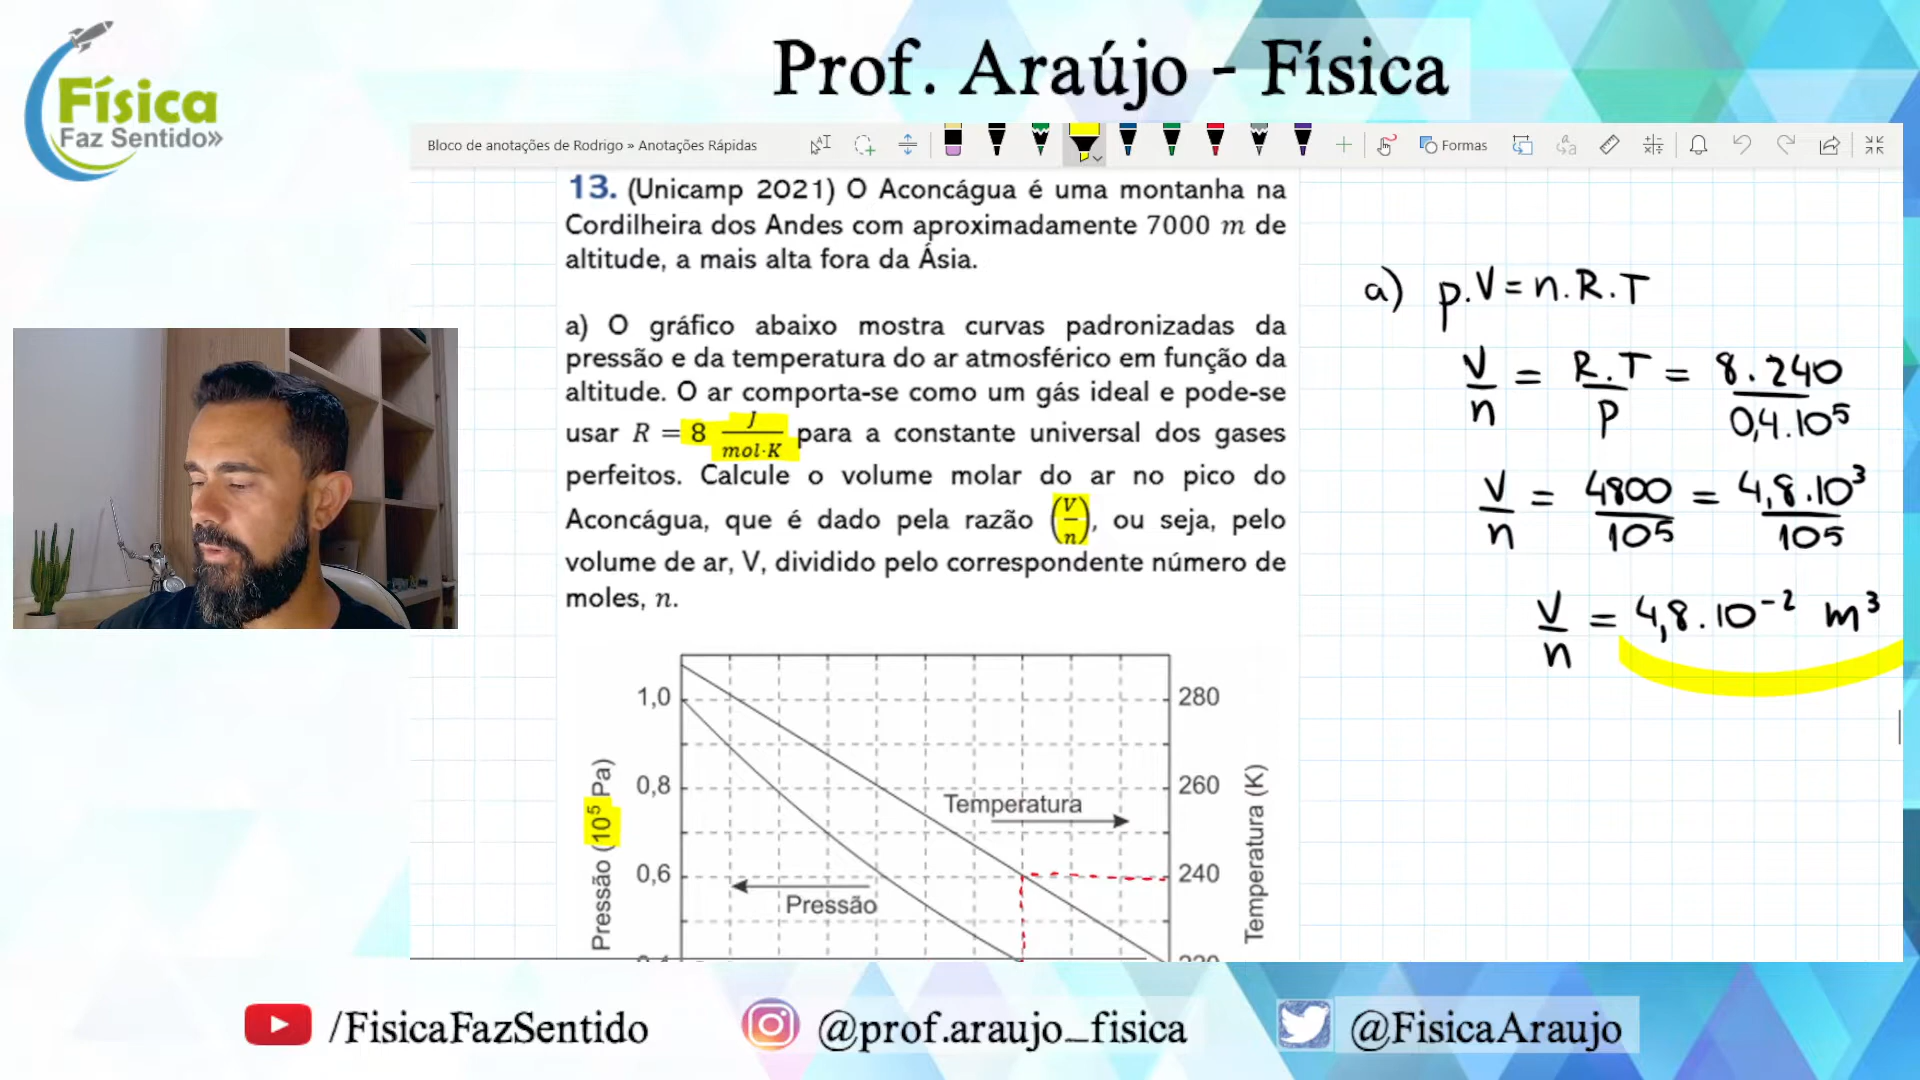 Prof. Araújo - Física
Física
Faz Sentido»
Bloco de anotações de Rodrigo » Anotações Rápidas
Formas
13. (Unicamp 2021) O Aconcágua é uma montanha na
Cordilheira dos Andes com aproximadamente 7000 m de
altitude, a mais alta fora da Ásia.
a) O gráfico abaixo mostra curvas padronizadas da
pressão e da temperatura do ar atmosférico em função da
altitude. O ar comporta-se como um gás ideal e pode-se
usar R = 8 J/mol·K para a constante universal dos gases
perfeitos. Calcule o volume molar do ar no pico do
Aconcágua, que é dado pela razão (V/n), ou seja, pelo
volume de ar, V, dividido pelo correspondente número de
moles, n.
1,0
0,8
0,6
Pressão (10⁵ Pa)
Temperatura
Pressão
280
260
240
Temperatura (K)
a) p.V = n.R.T
V/n = R.T/P = 8.240/0,4.10⁵
V/n = 4800/10⁵ = 4,8.10³/10⁵
V/n = 4,8.10⁻² m³
/FisicaFazSentido
@prof.araujo_fisica
@FisicaAraujo